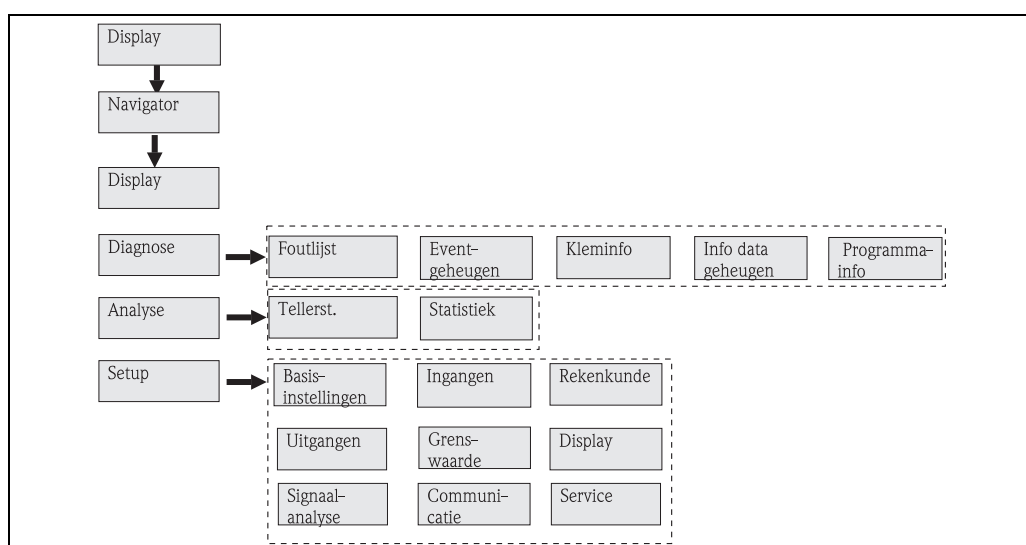 Display
Navigator
Display
Diagnose
Foutlijst
Event-
geheugen
Kleminfo
Info data
geheugen
Programma-
info
Analyse
Tellerst.
Statistiek
Setup
Basis-
instellingen
Ingangen
Rekenkunde
Uitgangen
Grens-
waarde
Display
Signaal-
analyse
Communi-
catie
Service